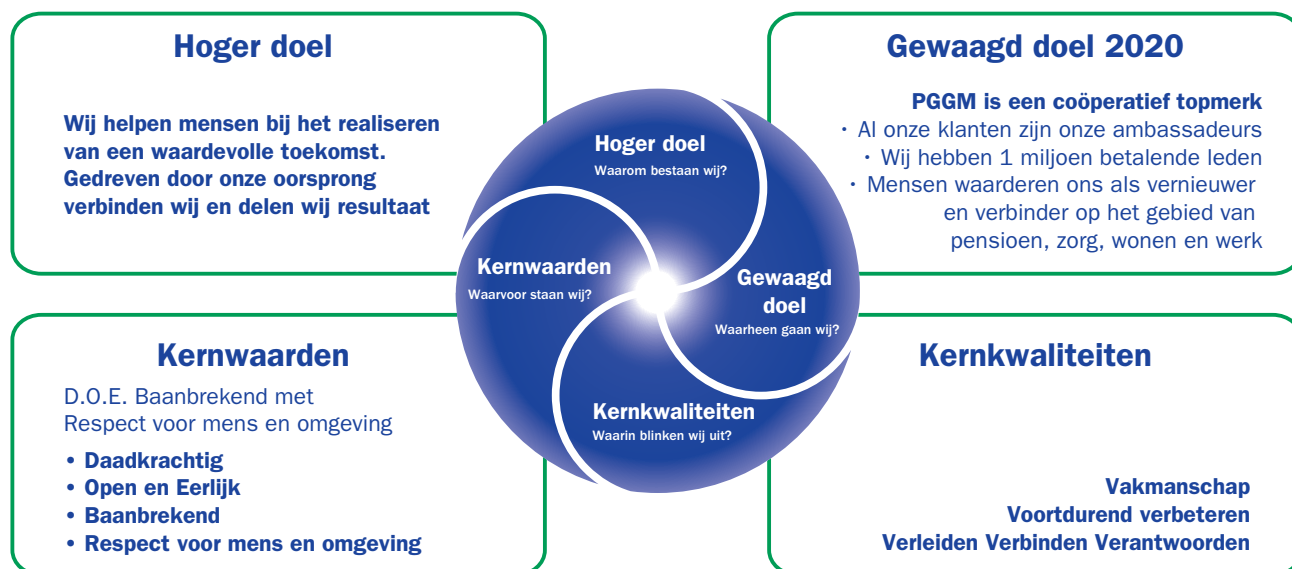 Hoger doel
Wij helpen mensen bij het realiseren
van een waardevolle toekomst.
Gedreven door onze oorsprong
verbinden wij en delen wij resultaat
Gewaagd doel 2020
PGGM is een coöperatief topmerk
· Al onze klanten zijn onze ambassadeurs
· Wij hebben 1 miljoen betalende leden
· Mensen waarderen ons als vernieuwer
en verbinder op het gebied van
pensioen, zorg, wonen en werk
Hoger doel
Waarom bestaan wij?
Kernwaarden
Waarvoor staan wij?
Gewaagd
doel
Waarheen gaan wij?
Kernkwaliteiten
Waarin blinken wij uit?
Kernwaarden
D.O.E. Baanbrekend met
Respect voor mens en omgeving
• Daadkrachtig
• Open en Eerlijk
• Baanbrekend
• Respect voor mens en omgeving
Kernkwaliteiten
Vakmanschap
Voortdurend verbeteren
Verleiden Verbinden Verantwoorden